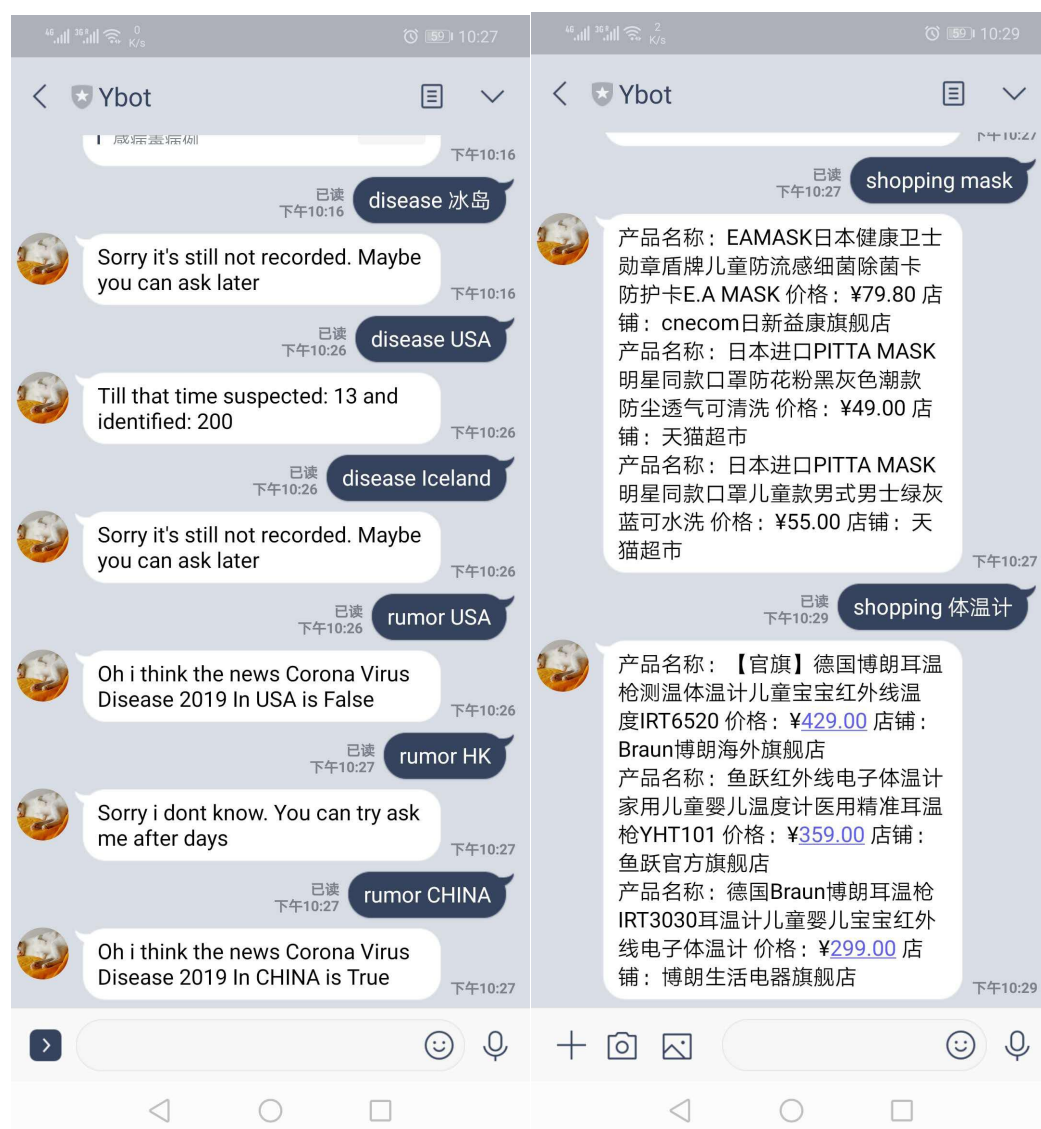 4G 3G 0 K/s 59 10:27
Ybot
下午10:16
已读
下午10:16
disease 冰岛
Sorry it's still not recorded. Maybe
you can ask later
下午10:16
已读
下午10:26
disease USA
Till that time suspected: 13 and
identified: 200
下午10:26
已读
下午10:26
disease Iceland
Sorry it's still not recorded. Maybe
you can ask later
下午10:26
已读
下午10:26
rumor USA
Oh i think the news Corona Virus
Disease 2019 In USA is False
下午10:26
已读
下午10:27
rumor HK
Sorry i dont know. You can try ask
me after days
下午10:27
已读
下午10:27
rumor CHINA
Oh i think the news Corona Virus
Disease 2019 In CHINA is True
下午10:27
4G 3G 2 K/s 59 10:29
Ybot
下午10:27
已读
下午10:27
shopping mask
产品名称：EAMASK日本健康卫士
勋章盾牌儿童防流感细菌除菌卡
防护卡E.A MASK 价格：¥79.80 店
铺：cnecom日新益康旗舰店
产品名称：日本进口PITTA MASK
明星同款口罩防花粉黑灰色潮款
防尘透气可清洗 价格：¥49.00 店
铺：天猫超市
产品名称：日本进口PITTA MASK
明星同款口罩儿童款男式男士绿灰
蓝可水洗 价格：¥55.00 店铺：天
猫超市
下午10:27
已读
下午10:29
shopping 体温计
产品名称：【官旗】德国博朗耳温
枪测温体温计儿童宝宝红外线温
度IRT6520 价格：¥429.00 店铺：
Braun博朗海外旗舰店
产品名称：鱼跃红外线电子体温计
家用儿童婴儿温度计医用精准耳温
枪YHT101 价格：¥359.00 店铺：
鱼跃官方旗舰店
产品名称：德国Braun博朗耳温枪
IRT3030耳温计儿童婴儿宝宝红外
线电子体温计 价格：¥299.00 店
铺：博朗生活电器旗舰店
下午10:29